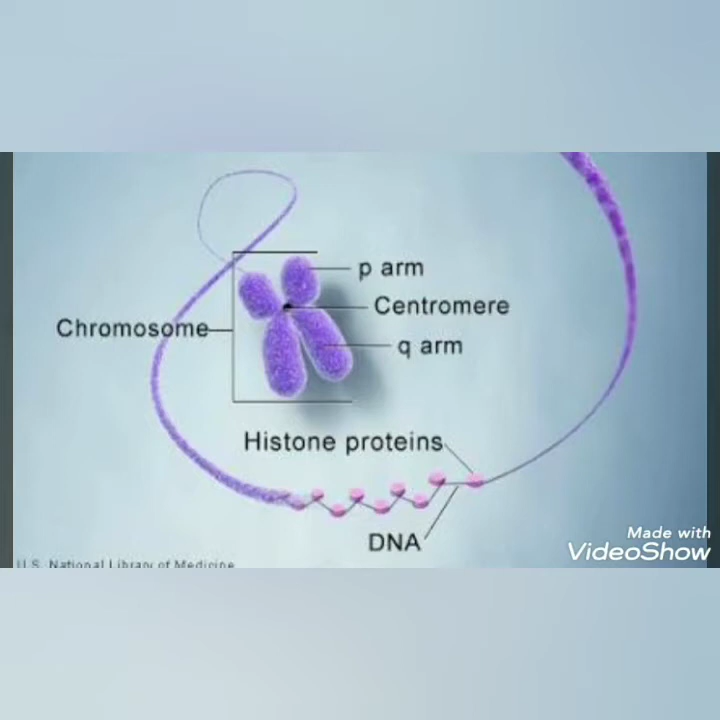 p arm
Centromere
Chromosome
q arm
Histone proteins
DNA
Made with
VideoShow
U.S. National Library of Medicine